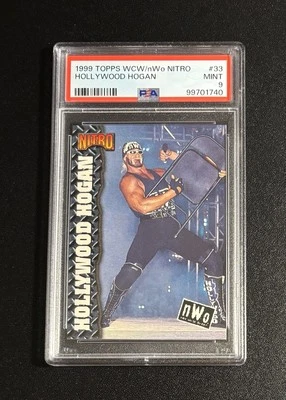 1999 TOPPS WCW/nWo NITRO #33
HOLLYWOOD HOGAN MINT
PSA 9
99701740
NITRO
HOLLYWOOD HOGAN
nWo